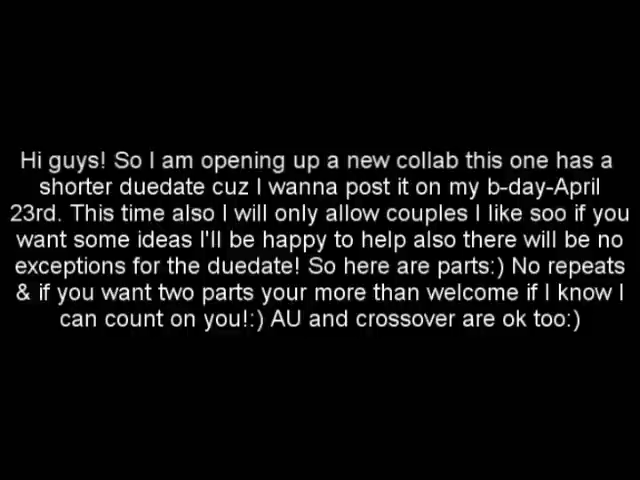 Hi guys! So I am opening up a new collab this one has a
shorter duedate cuz I wanna post it on my b-day-April
23rd. This time also I will only allow couples I like soo if you
want some ideas I'll be happy to help also there will be no
exceptions for the duedate! So here are parts:) No repeats
& if you want two parts your more than welcome if I know I
can count on you!:) AU and crossover are ok too:)